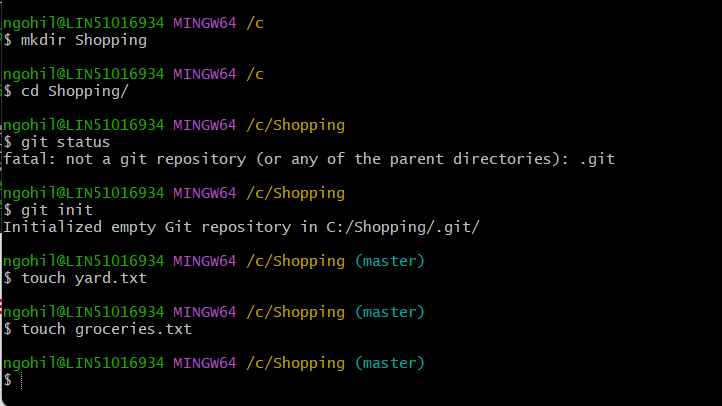 ngohil@LIN51016934 MINGW64 /c
$ mkdir Shopping
ngohil@LIN51016934 MINGW64 /c
$ cd Shopping/
ngohil@LIN51016934 MINGW64 /c/Shopping
$ git status
fatal: not a git repository (or any of the parent directories): .git
ngohil@LIN51016934 MINGW64 /c/Shopping
$ git init
Initialized empty Git repository in C:/Shopping/.git/
ngohil@LIN51016934 MINGW64 /c/Shopping (master)
$ touch yard.txt
ngohil@LIN51016934 MINGW64 /c/Shopping (master)
$ touch groceries.txt
ngohil@LIN51016934 MINGW64 /c/Shopping (master)
$